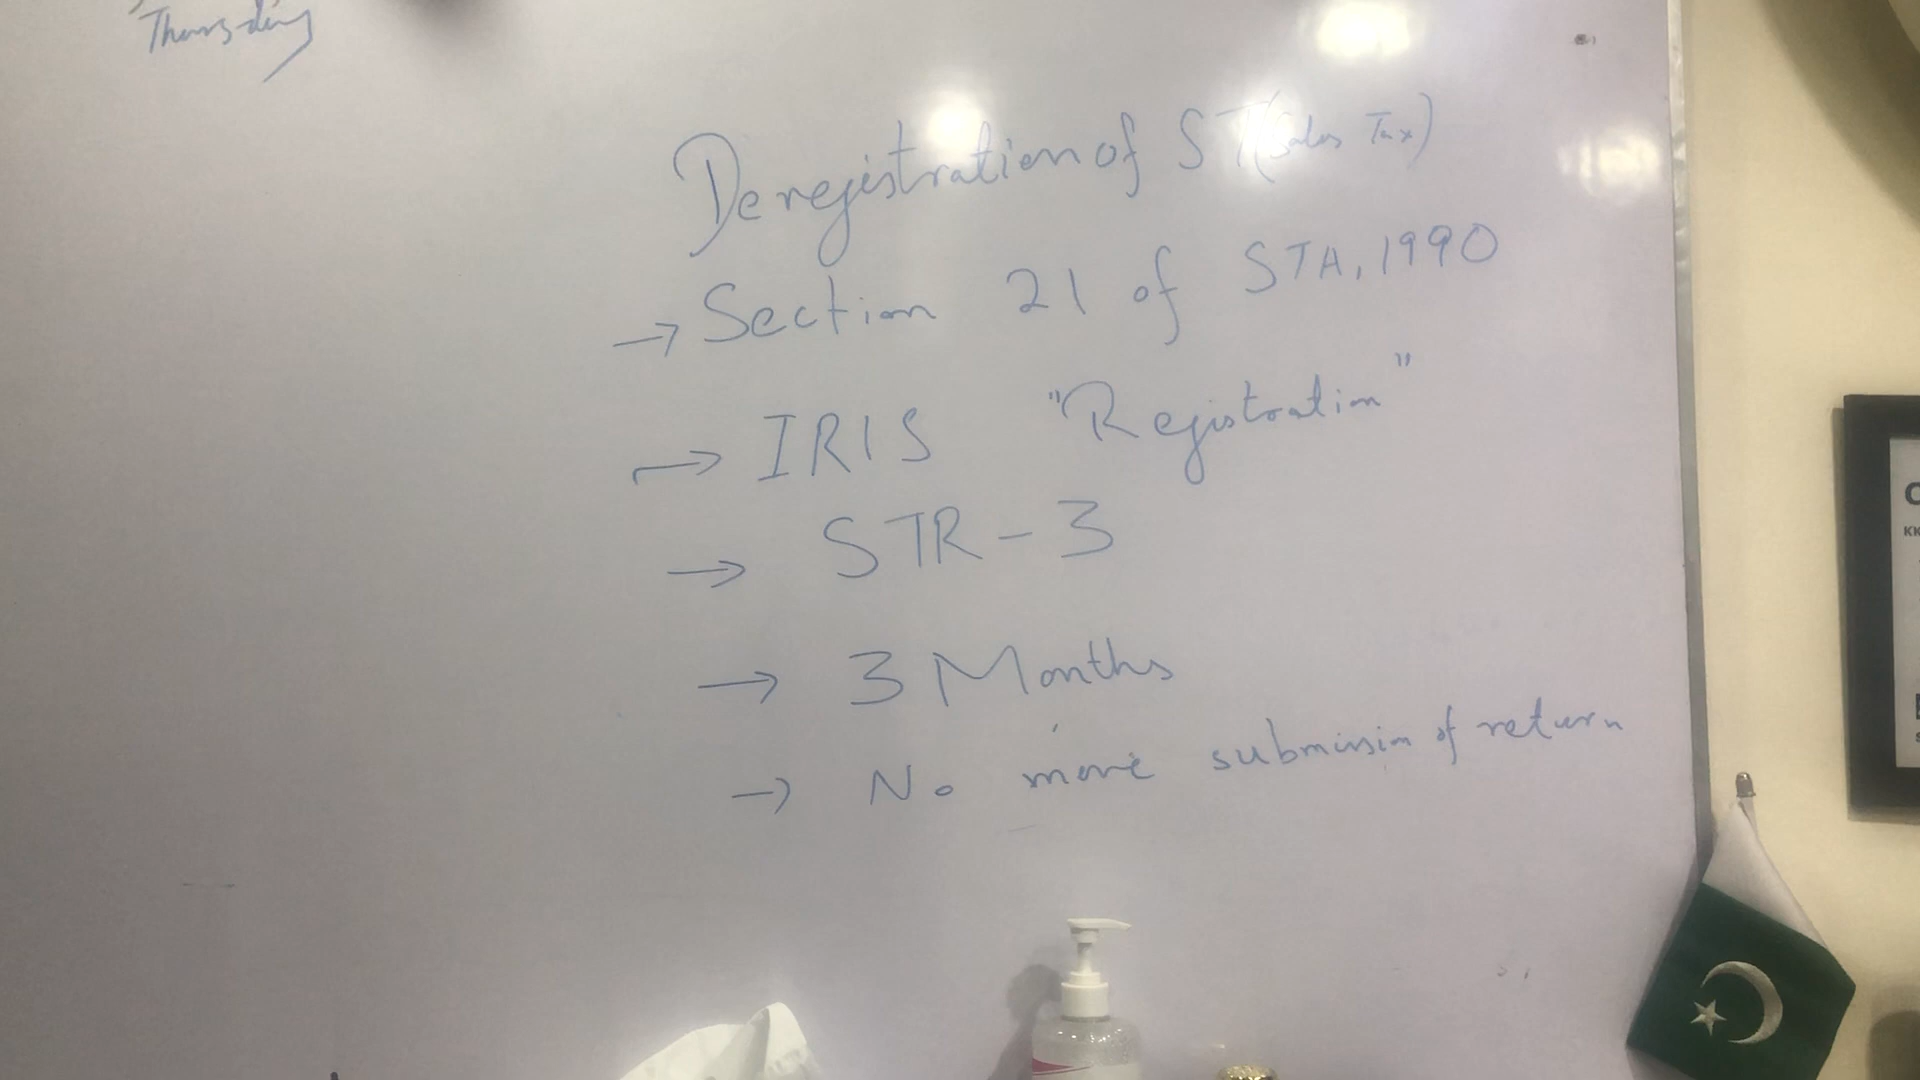 Thursday
Deregistration of ST (Sales Tax)
→ Section 21 of STA, 1990
→ IRIS "Registration"
→ STR-3
→ 3 Months
→ No more submission of return
KK